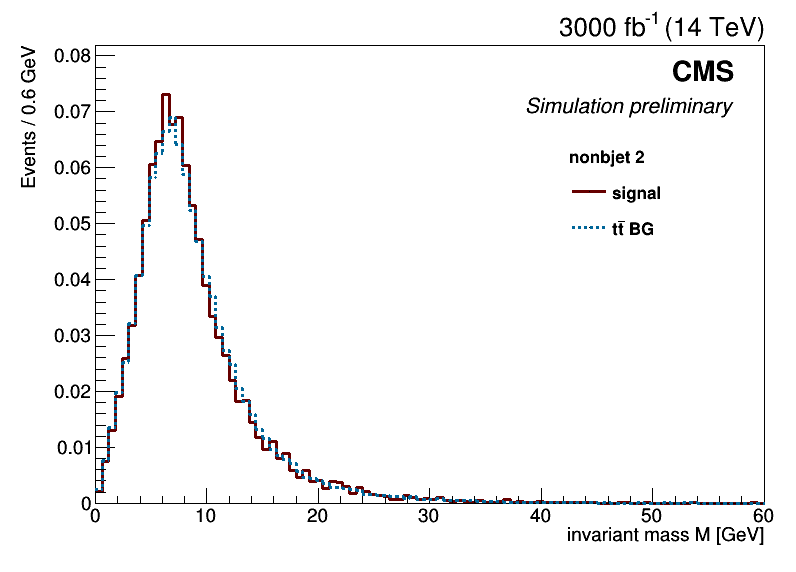 3000 fb-1 (14 TeV)
CMS
Simulation preliminary
nonbjet 2
signal
tt̄ BG
Events / 0.6 GeV
0.08
0.07
0.06
0.05
0.04
0.03
0.02
0.01
0
0 10 20 30 40 50 60
invariant mass M [GeV]